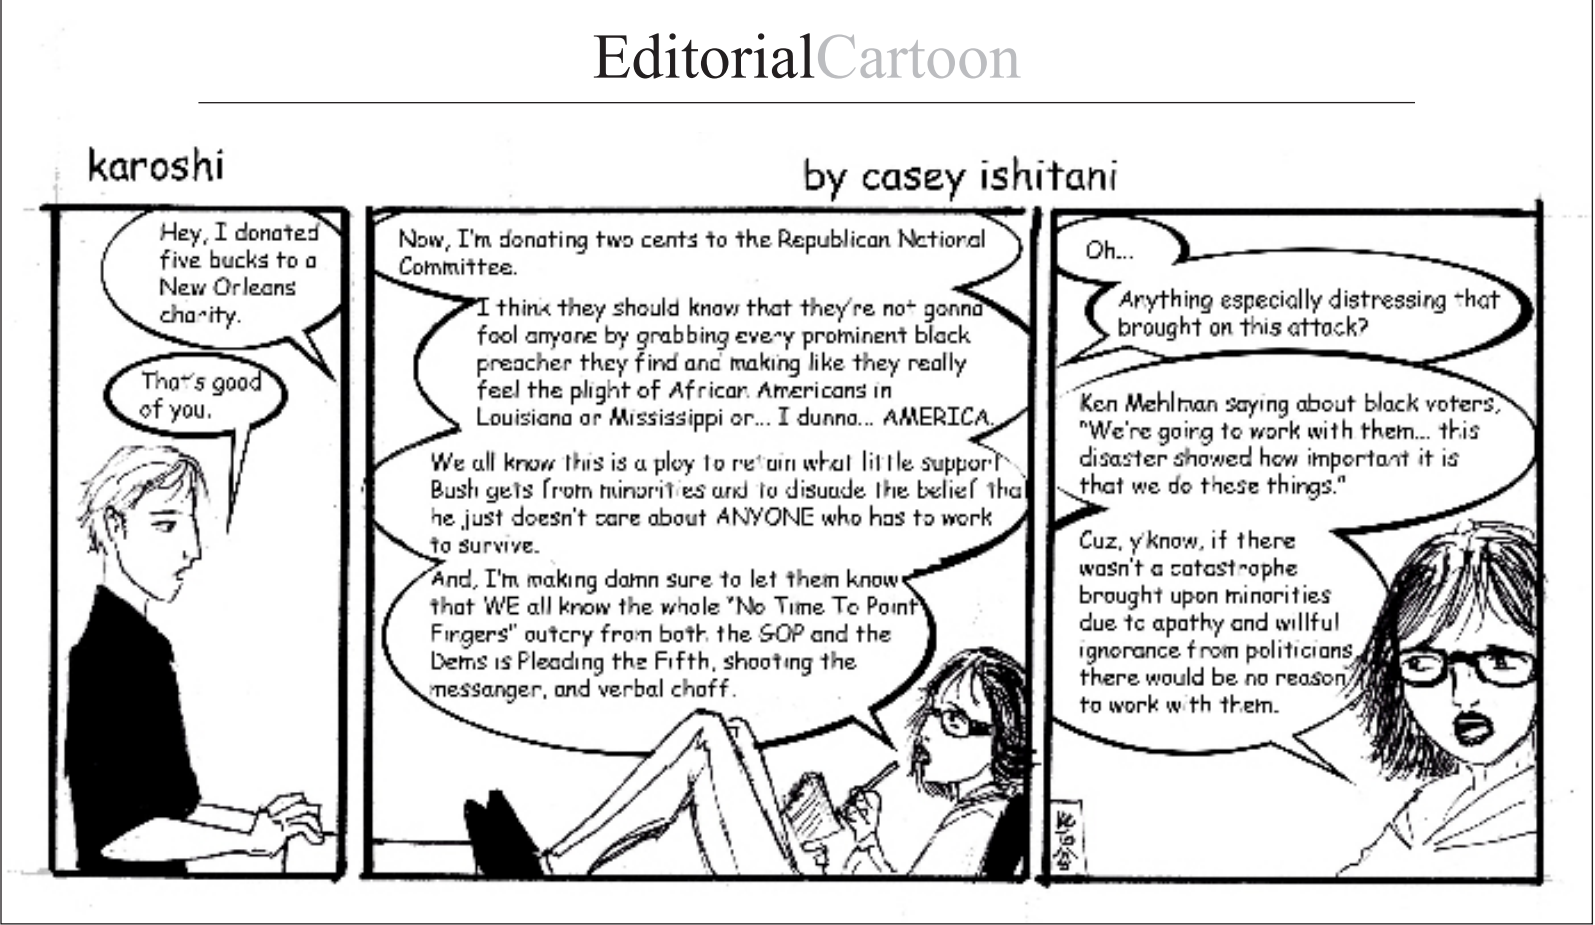 EditorialCartoon
karoshi
by casey ishitani
Hey, I donated
five bucks to a
New Orleans
charity.
That's good
of you.
Now, I'm donating two cents to the Republican National
Committee.
I think they should know that they're not gonna
fool anyone by grabbing every prominent black
preacher they find and making like they really
feel the plight of African Americans in
Louisiana or Mississippi or... I dunno... AMERICA.
We all know this is a ploy to retain what little support
Bush gets from minorities and to disuade the belief that
he just doesn't care about ANYONE who has to work
to survive.
And, I'm making damn sure to let them know
that WE all know the whole "No Time To Point
Fingers" outcry from both the GOP and the
Dems is Pleading the Fifth, shooting the
messanger, and verbal chaff.
Oh...
Anything especially distressing that
brought on this attack?
Ken Mehlman saying about black voters,
"We're going to work with them... this
disaster showed how important it is
that we do these things."
Cuz, y'know, if there
wasn't a catastrophe
brought upon minorities
due to apathy and willful
ignorance from politicians
there would be no reason
to work with them.